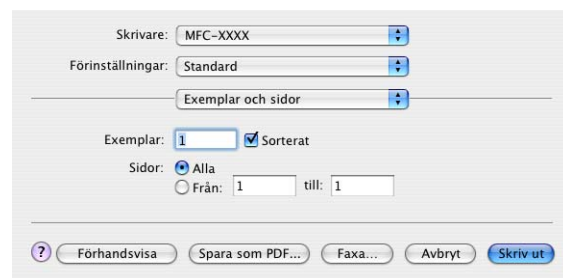 Skrivare: MFC-XXXX
Förinställningar: Standard
Exemplar och sidor
Exemplar: 1 Sorterat
Sidor: Alla
Från: 1 till: 1
? Förhandsvisa Spara som PDF... Faxa... Avbryt Skriv ut